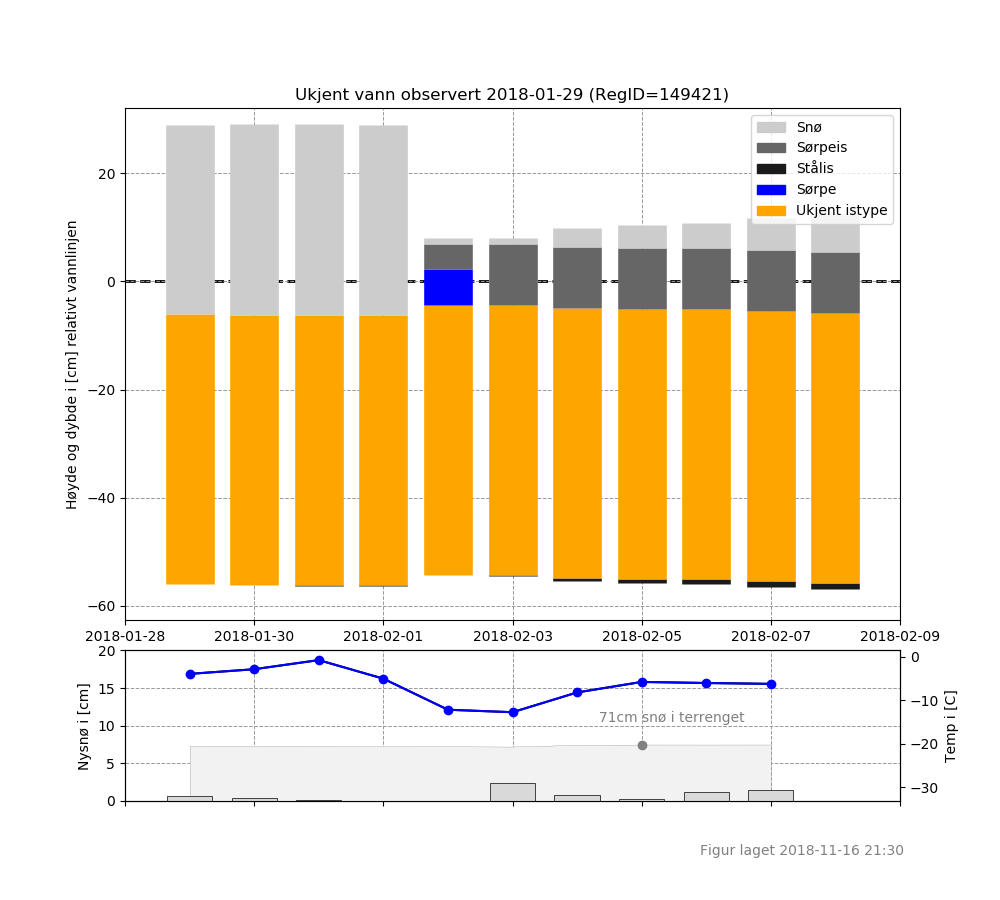 Ukjent vann observert 2018-01-29 (RegID=149421)
Snø
Sørpeis
Stålis
Sørpe
Ukjent istype
Høyde og dybde i [cm] relativt vannlinjen
20
0
−20
−40
−60
2018-01-28 2018-01-30 2018-02-01 2018-02-03 2018-02-05 2018-02-07 2018-02-09
Nysnø i [cm]
20
15
10
5
0
71cm snø i terrenget
0
−10
−20
−30
Temp i [C]
Figur laget 2018-11-16 21:30